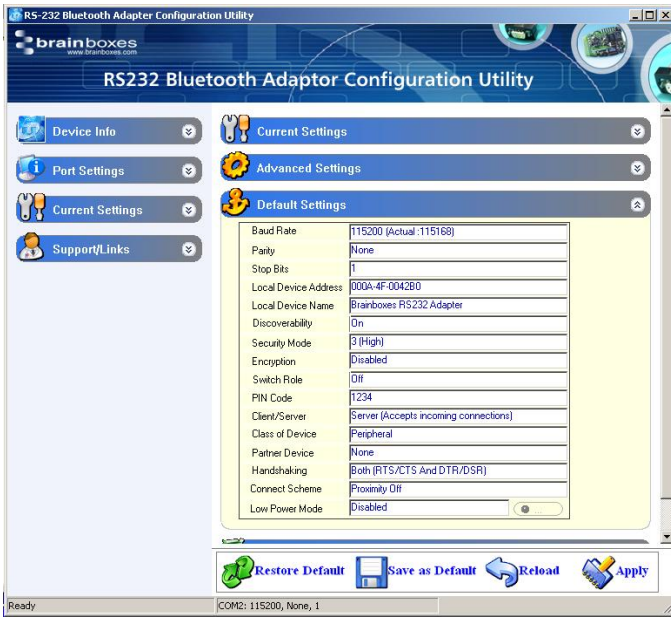 RS-232 Bluetooth Adapter Configuration Utility
brainboxes
www.brainboxes.com
RS232 Bluetooth Adaptor Configuration Utility
Device Info
Port Settings
Current Settings
Support/Links
Current Settings
Advanced Settings
Default Settings
Baud Rate 115200 (Actual :115168)
Parity None
Stop Bits 1
Local Device Address 000A-4F-0042B0
Local Device Name Brainboxes RS232 Adapter
Discoverability On
Security Mode 3 (High)
Encryption Disabled
Switch Role Off
PIN Code 1234
Client/Server Server (Accepts incoming connections)
Class of Device Peripheral
Partner Device None
Handshaking Both (RTS/CTS And DTR/DSR)
Connect Scheme Proximity Off
Low Power Mode Disabled ...
Restore Default Save as Default Reload Apply
Ready COM2: 115200, None, 1